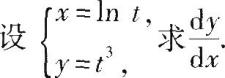 设 { x = ln t, y = t³, 求 dy/dx.